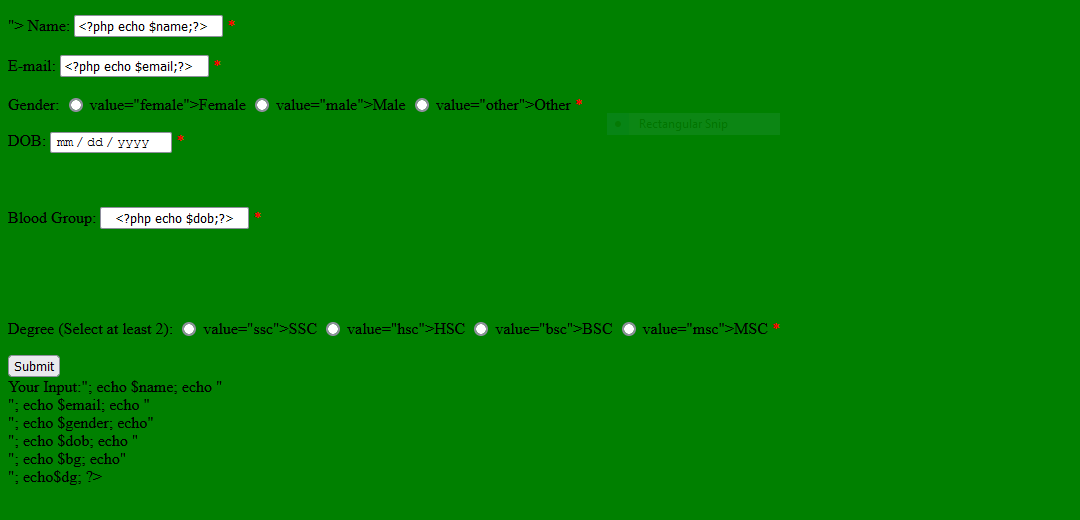 "> Name: <?php echo $name;?> *
E-mail: <?php echo $email;?> *
Gender: value="female">Female value="male">Male value="other">Other *
Rectangular Snip
DOB: mm / dd / yyyy *
Blood Group: <?php echo $dob;?> *
Degree (Select at least 2): value="ssc">SSC value="hsc">HSC value="bsc">BSC value="msc">MSC *
Submit
Your Input:"; echo $name; echo "
"; echo $email; echo "
"; echo $gender; echo"
"; echo $dob; echo "
"; echo $bg; echo"
"; echo$dg; ?>